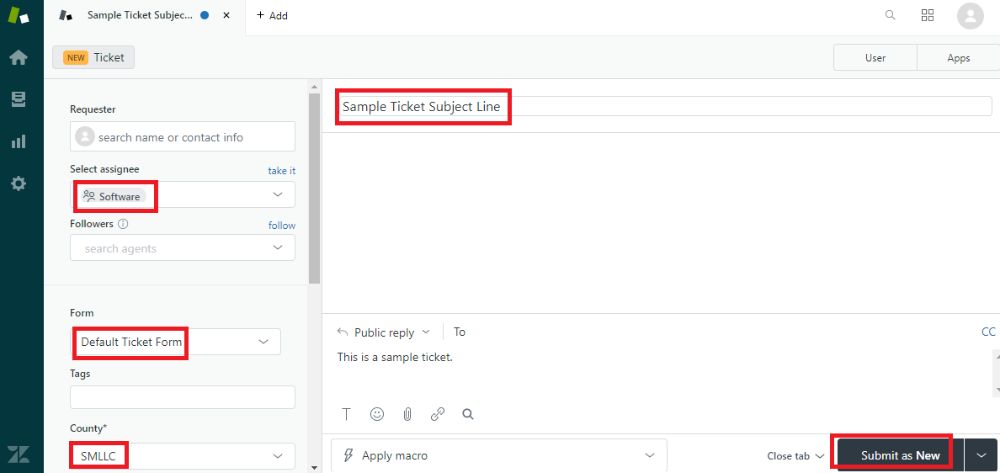 Sample Ticket Subjec...
+ Add
NEW Ticket
User
Apps
Requester
search name or contact info
Select assignee
take it
Software
Followers
follow
search agents
Form
Default Ticket Form
Tags
County*
SMLLC
Sample Ticket Subject Line
Public reply
To
CC
This is a sample ticket.
Apply macro
Close tab
Submit as New